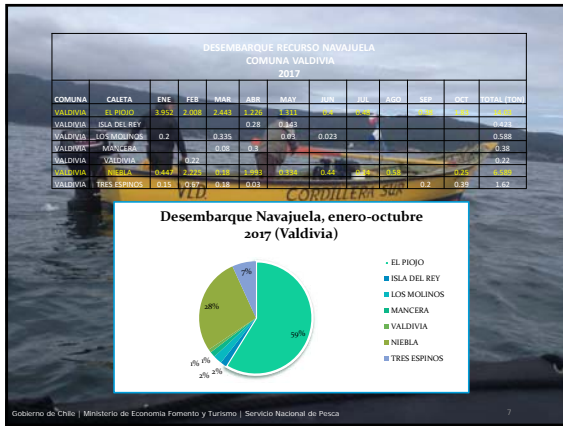 DESEMBARQUE RECURSO NAVAJUELA
COMUNA VALDIVIA
2017
COMUNA CALETA ENE FEB MAR ABR MAY JUN JUL AGO SEP OCT TOTAL (TON)
VALDIVIA EL PIOJO 3.952 2.008 2.443 1.226 1.311
VALDIVIA ISLA DEL REY 0.28 0.143 0.423
VALDIVIA LOS MOLINOS 0.2 0.335 0.03 0.023 0.588
VALDIVIA MANCERA 0.08 0.3 0.38
VALDIVIA VALDIVIA 0.22 0.22
VALDIVIA NIEBLA 0.447 2.225 0.18 1.993 0.334 0.44 0.14 0.58 0.25 6.589
VALDIVIA TRES ESPINOS 0.15 0.67 0.18 0.03 0.2 0.39 1.62
VLD. CORDILLERA SUR
Desembarque Navajuela, enero-octubre
2017 (Valdivia)
7%
28%
59%
1% 1%
2% 2%
EL PIOJO
ISLA DEL REY
LOS MOLINOS
MANCERA
VALDIVIA
NIEBLA
TRES ESPINOS
Gobierno de Chile | Ministerio de Economía Fomento y Turismo | Servicio Nacional de Pesca 7